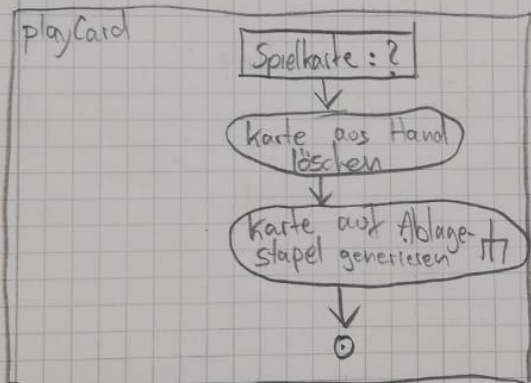 playCard
Spielkarte : ?
Karte aus Hand
löschen
Karte auf Ablage-
stapel generieren